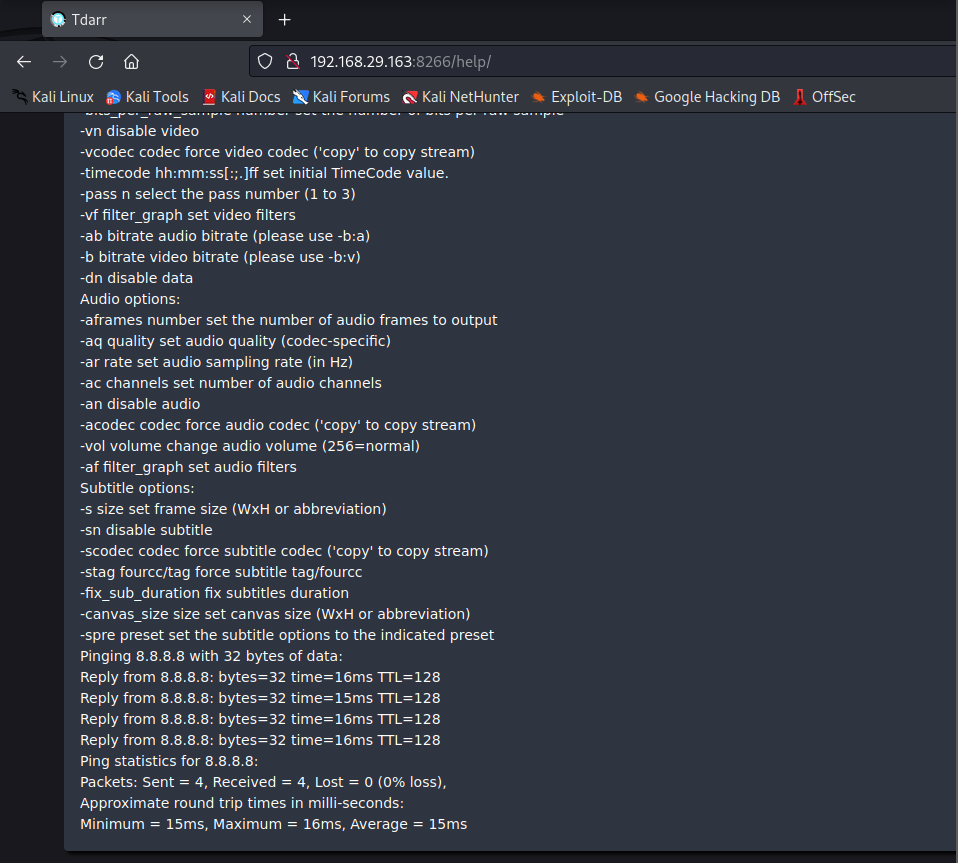 Tdarr
192.168.29.163:8266/help/
Kali Linux Kali Tools Kali Docs Kali Forums Kali NetHunter Exploit-DB Google Hacking DB OffSec
-bits_per_raw_sample number set the number of bits per raw sample
-vn disable video
-vcodec codec force video codec ('copy' to copy stream)
-timecode hh:mm:ss[:;.]ff set initial TimeCode value.
-pass n select the pass number (1 to 3)
-vf filter_graph set video filters
-ab bitrate audio bitrate (please use -b:a)
-b bitrate video bitrate (please use -b:v)
-dn disable data
Audio options:
-aframes number set the number of audio frames to output
-aq quality set audio quality (codec-specific)
-ar rate set audio sampling rate (in Hz)
-ac channels set number of audio channels
-an disable audio
-acodec codec force audio codec ('copy' to copy stream)
-vol volume change audio volume (256=normal)
-af filter_graph set audio filters
Subtitle options:
-s size set frame size (WxH or abbreviation)
-sn disable subtitle
-scodec codec force subtitle codec ('copy' to copy stream)
-stag fourcc/tag force subtitle tag/fourcc
-fix_sub_duration fix subtitles duration
-canvas_size size set canvas size (WxH or abbreviation)
-spre preset set the subtitle options to the indicated preset
Pinging 8.8.8.8 with 32 bytes of data:
Reply from 8.8.8.8: bytes=32 time=16ms TTL=128
Reply from 8.8.8.8: bytes=32 time=15ms TTL=128
Reply from 8.8.8.8: bytes=32 time=16ms TTL=128
Reply from 8.8.8.8: bytes=32 time=16ms TTL=128
Ping statistics for 8.8.8.8:
Packets: Sent = 4, Received = 4, Lost = 0 (0% loss),
Approximate round trip times in milli-seconds:
Minimum = 15ms, Maximum = 16ms, Average = 15ms